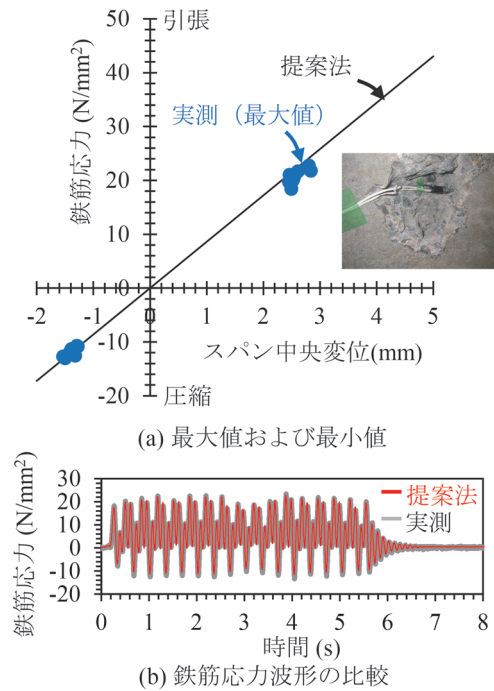 50
引張
40
提案法
30
実測（最大値）
20
10
0
-2
-1
0
1
2
3
4
5
スパン中央変位(mm)
-10
-20
圧縮
鉄筋応力 (N/mm²)
(a) 最大値および最小値
30
20
10
0
-10
-20
提案法
実測
鉄筋応力 (N/mm²)
0 1 2 3 4 5 6 7 8
時間 (s)
(b) 鉄筋応力波形の比較